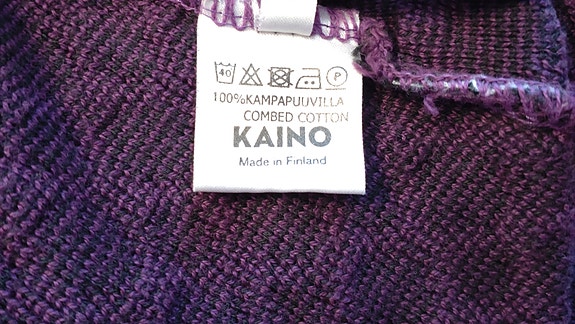 40 P
100%KAMPAPUUVILLA
COMBED COTTON
KAINO
Made in Finland